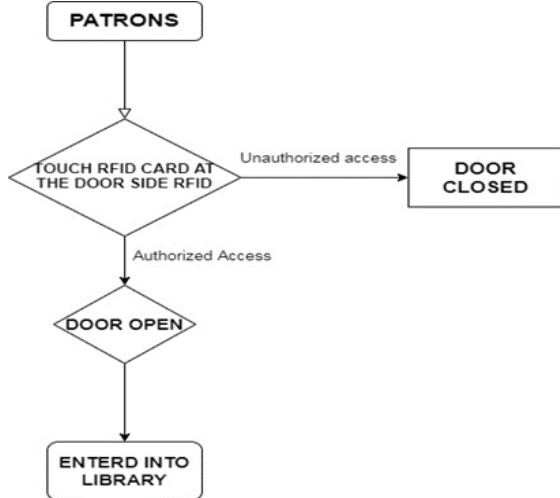 PATRONS
TOUCH RFID CARD AT
THE DOOR SIDE RFID
Unauthorized access
DOOR
CLOSED
Authorized Access
DOOR OPEN
ENTERD INTO
LIBRARY